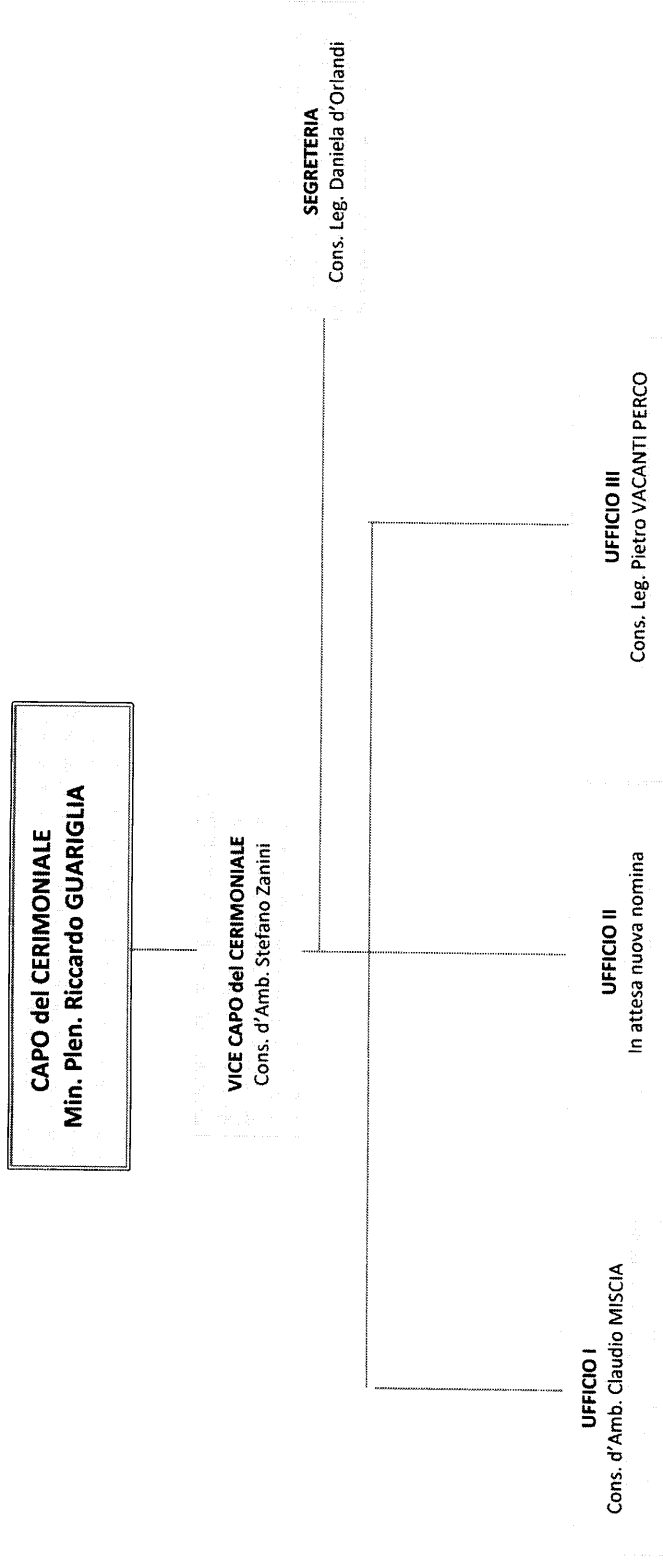 CAPO del CERIMONIALE
Min. Plen. Riccardo GUARIGLIA
VICE CAPO del CERIMONIALE
Cons. d'Amb. Stefano Zanini
SEGRETERIA
Cons. Leg. Daniela d'Orlandi
UFFICIO I
Cons. d'Amb. Claudio MISCIA
UFFICIO II
In attesa nuova nomina
UFFICIO III
Cons. Leg. Pietro VACANTI PERCO